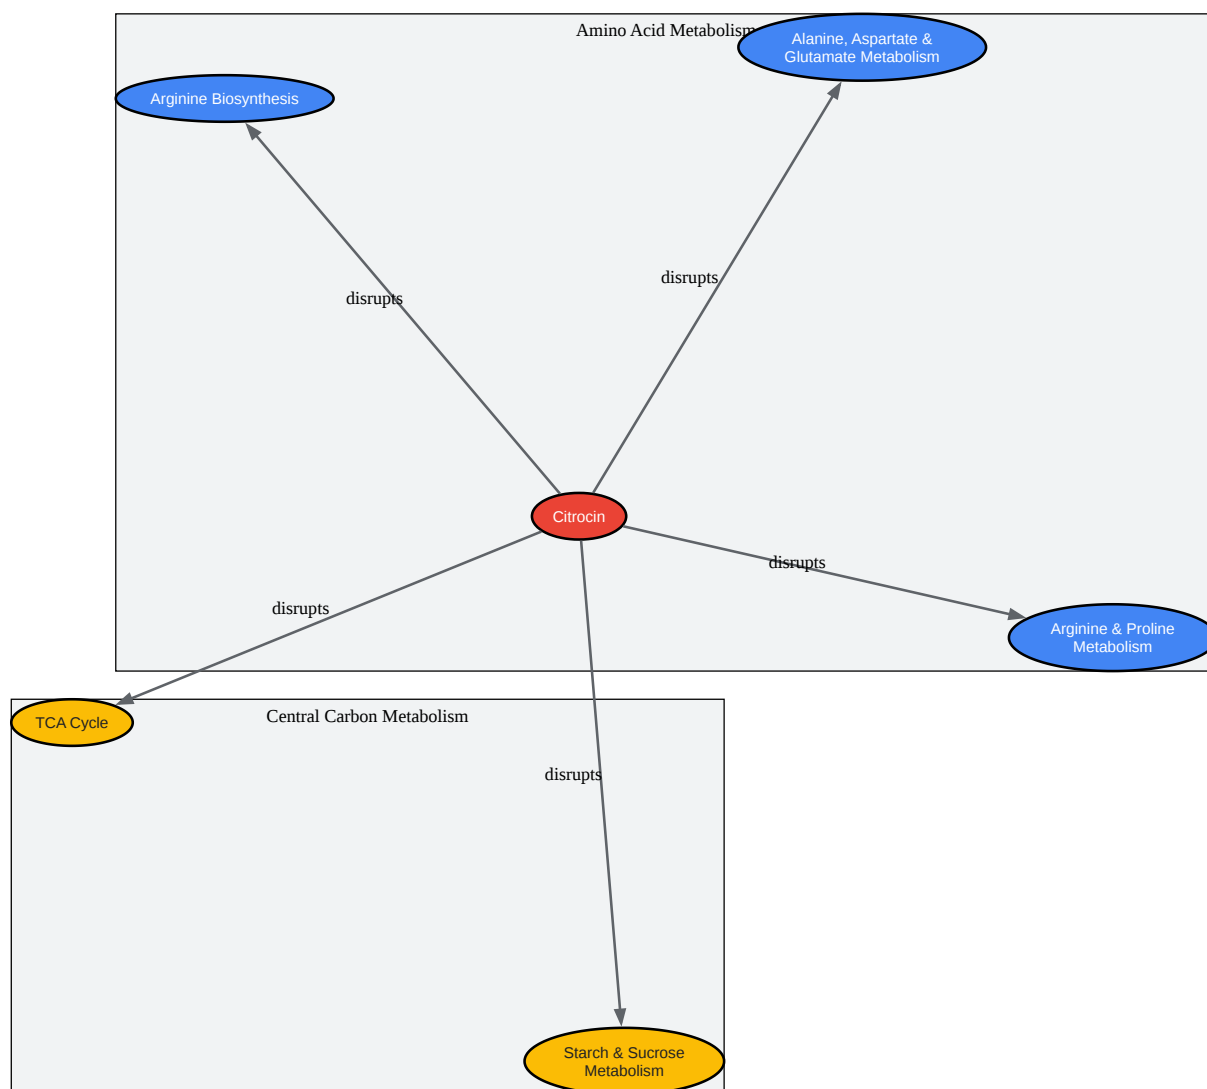 Amino Acid Metabolism
Alanine, Aspartate &
Glutamate Metabolism
Arginine Biosynthesis
disrupts
disrupts
Citrocin
disrupts
disrupts
Arginine & Proline
Metabolism
TCA Cycle
Central Carbon Metabolism
disrupts
Starch & Sucrose
Metabolism